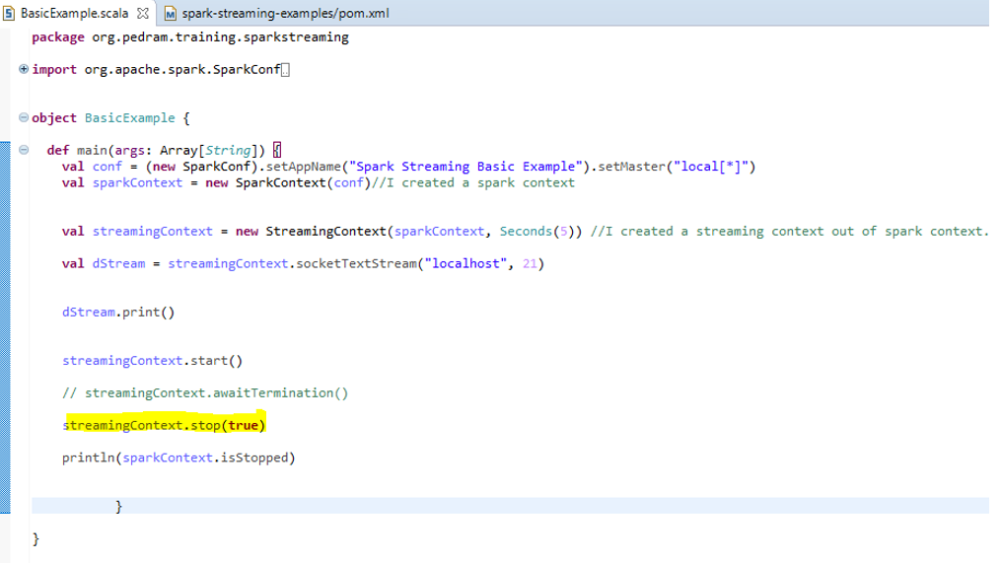 BasicExample.scala spark-streaming-examples/pom.xml
package org.pedram.training.sparkstreaming
import org.apache.spark.SparkConf
object BasicExample {
def main(args: Array[String]) {
val conf = (new SparkConf).setAppName("Spark Streaming Basic Example").setMaster("local[*]")
val sparkContext = new SparkContext(conf)//I created a spark context
val streamingContext = new StreamingContext(sparkContext, Seconds(5)) //I created a streaming context out of spark context.
val dStream = streamingContext.socketTextStream("localhost", 21)
dStream.print()
streamingContext.start()
// streamingContext.awaitTermination()
streamingContext.stop(true)
println(sparkContext.isStopped)
}
}